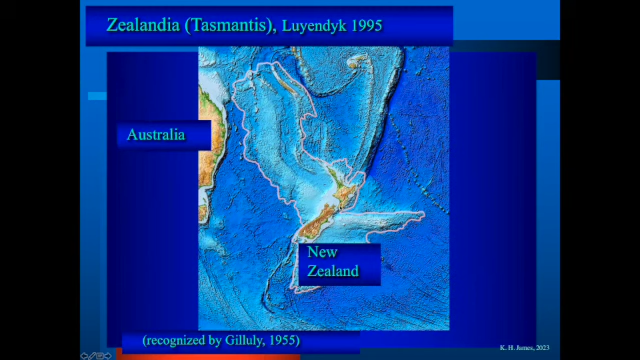 Zealandia (Tasmantis), Luyendyk 1995
Australia
New
Zealand
(recognized by Gilluly, 1955)
K. H. James, 2023